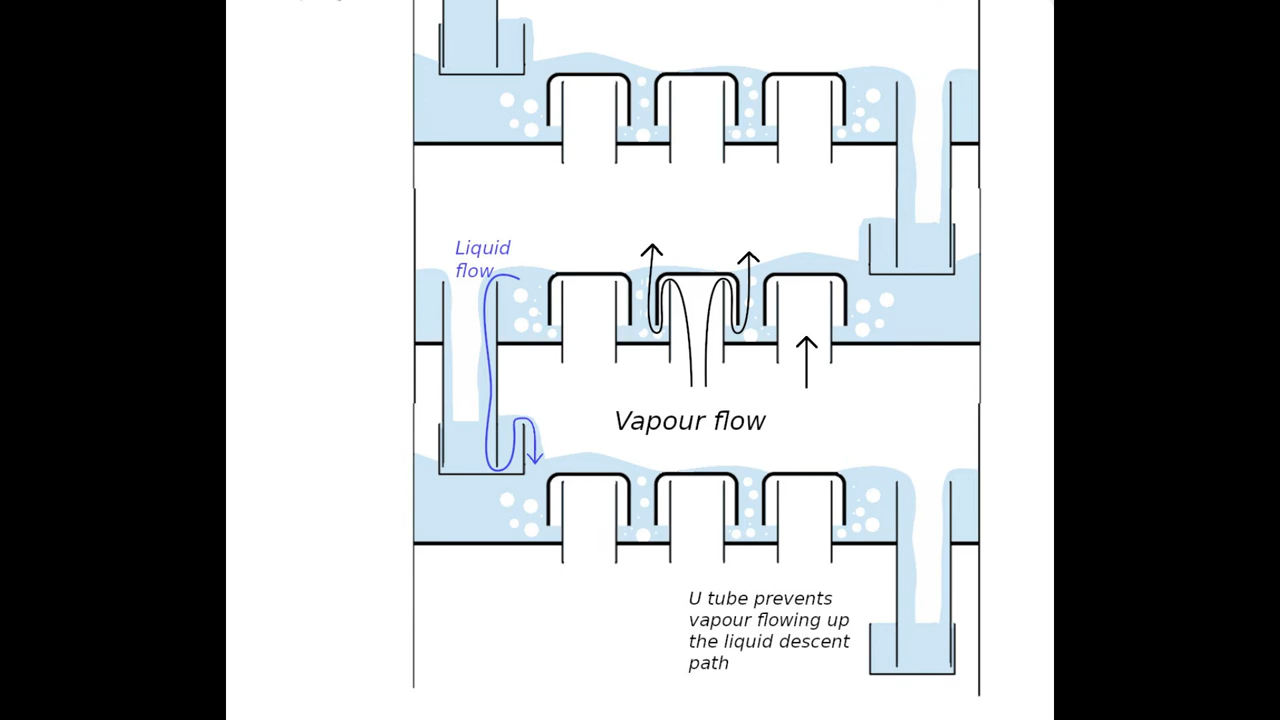 Liquid
flow
Vapour flow
U tube prevents
vapour flowing up
the liquid descent
path